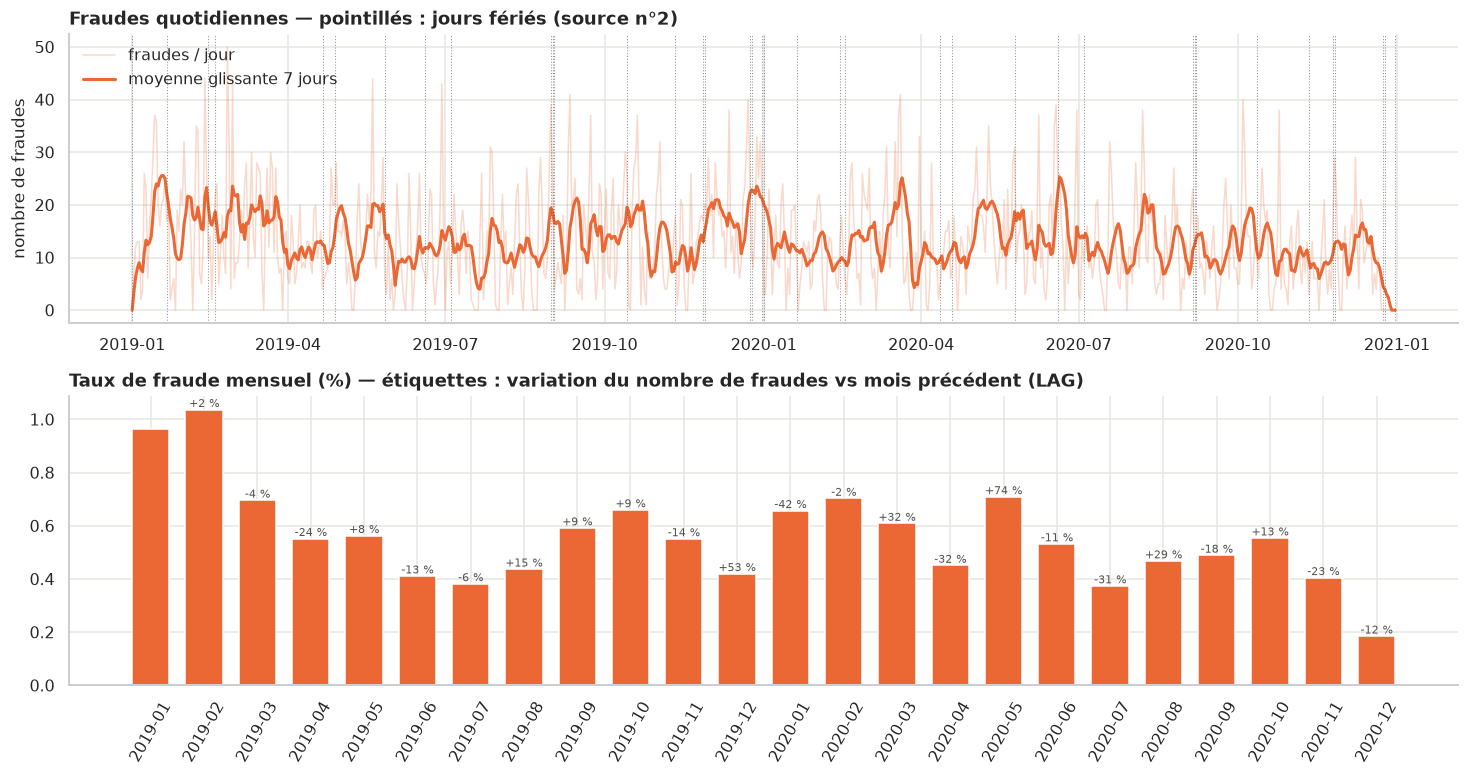 Fraudes quotidiennes — pointillés : jours fériés (source n°2)
fraudes / jour
moyenne glissante 7 jours
nombre de fraudes
50
40
30
20
10
0
2019-01 2019-04 2019-07 2019-10 2020-01 2020-04 2020-07 2020-10 2021-01
Taux de fraude mensuel (%) — étiquettes : variation du nombre de fraudes vs mois précédent (LAG)
1.0
0.8
0.6
0.4
0.2
0.0
+2 % -4 % -24 % +8 % -13 % -6 % +15 % +9 % +9 % -14 % +53 % -42 % -2 % +32 % -32 % +74 % -11 % -31 % +29 % -18 % +13 % -23 % -12 %
2019-01 2019-02 2019-03 2019-04 2019-05 2019-06 2019-07 2019-08 2019-09 2019-10 2019-11 2019-12 2020-01 2020-02 2020-03 2020-04 2020-05 2020-06 2020-07 2020-08 2020-09 2020-10 2020-11 2020-12